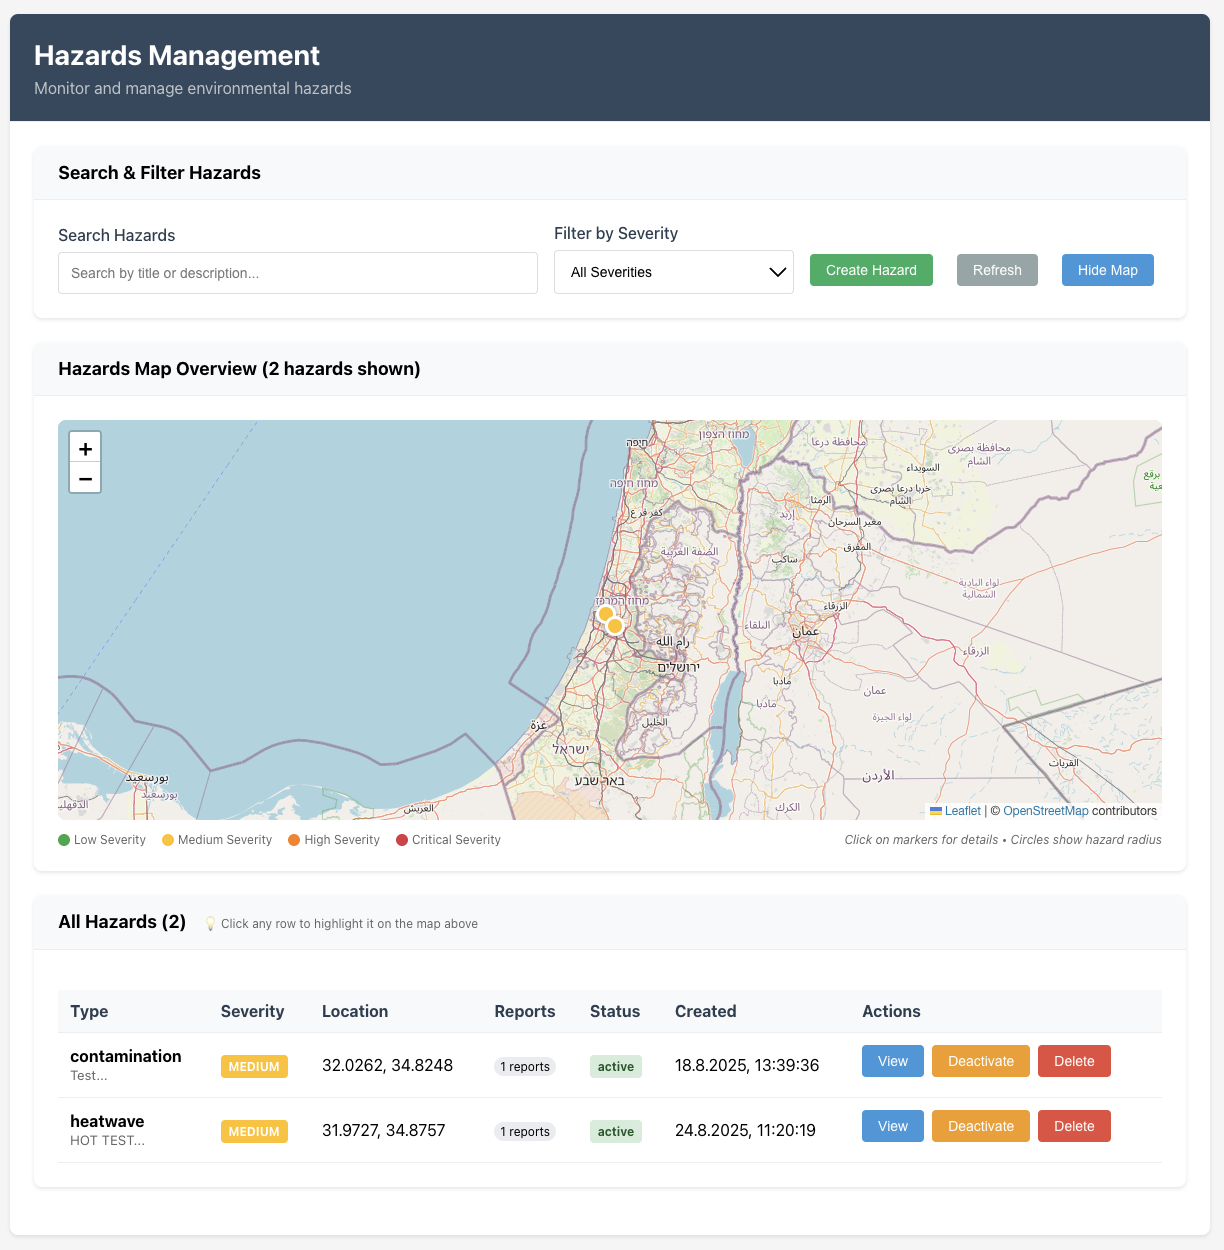 Hazards Management
Monitor and manage environmental hazards
Search & Filter Hazards
Search Hazards
Filter by Severity
Search by title or description...
All Severities
Create Hazard
Refresh
Hide Map
Hazards Map Overview (2 hazards shown)
+
−
חיפה
מחוז הצפון
محافظة درعا
محافظة بصرى
الشام
السويداء
برقع
מחוז חיפה
خربا درعا بصرى
الشام
الرمثا
كفر قرع
إربد
مغير السرحان
الضفة الغربية
ساكب
المفرق
לواء البادية
الشمالية
מחוז המרכז
الزرقاء
البلقاء
عمان
رام الله
ירושלים
الزرقاء
مادبا
عمان
مادبا
لواء الجيزة
الخليل
غزة
ישראל
القريات
الأردن
באר שבע
بورسعيد
بورسعيد
الدقهلية
العريش
الكرك
Leaflet | © OpenStreetMap contributors
Low Severity
Medium Severity
High Severity
Critical Severity
Click on markers for details • Circles show hazard radius
All Hazards (2)
💡 Click any row to highlight it on the map above
Type Severity Location Reports Status Created Actions
contamination
Test...
MEDIUM
32.0262, 34.8248
1 reports
active
18.8.2025, 13:39:36
View
Deactivate
Delete
heatwave
HOT TEST...
MEDIUM
31.9727, 34.8757
1 reports
active
24.8.2025, 11:20:19
View
Deactivate
Delete